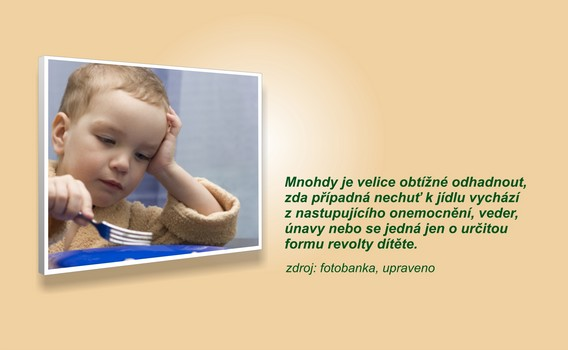 Mnohdy je velice obtížné odhadnout,
zda případná nechuť k jídlu vychází
z nastupujícího onemocnění, veder,
únavy nebo se jedná jen o určitou
formu revolty dítěte.
zdroj: fotobanka, upraveno